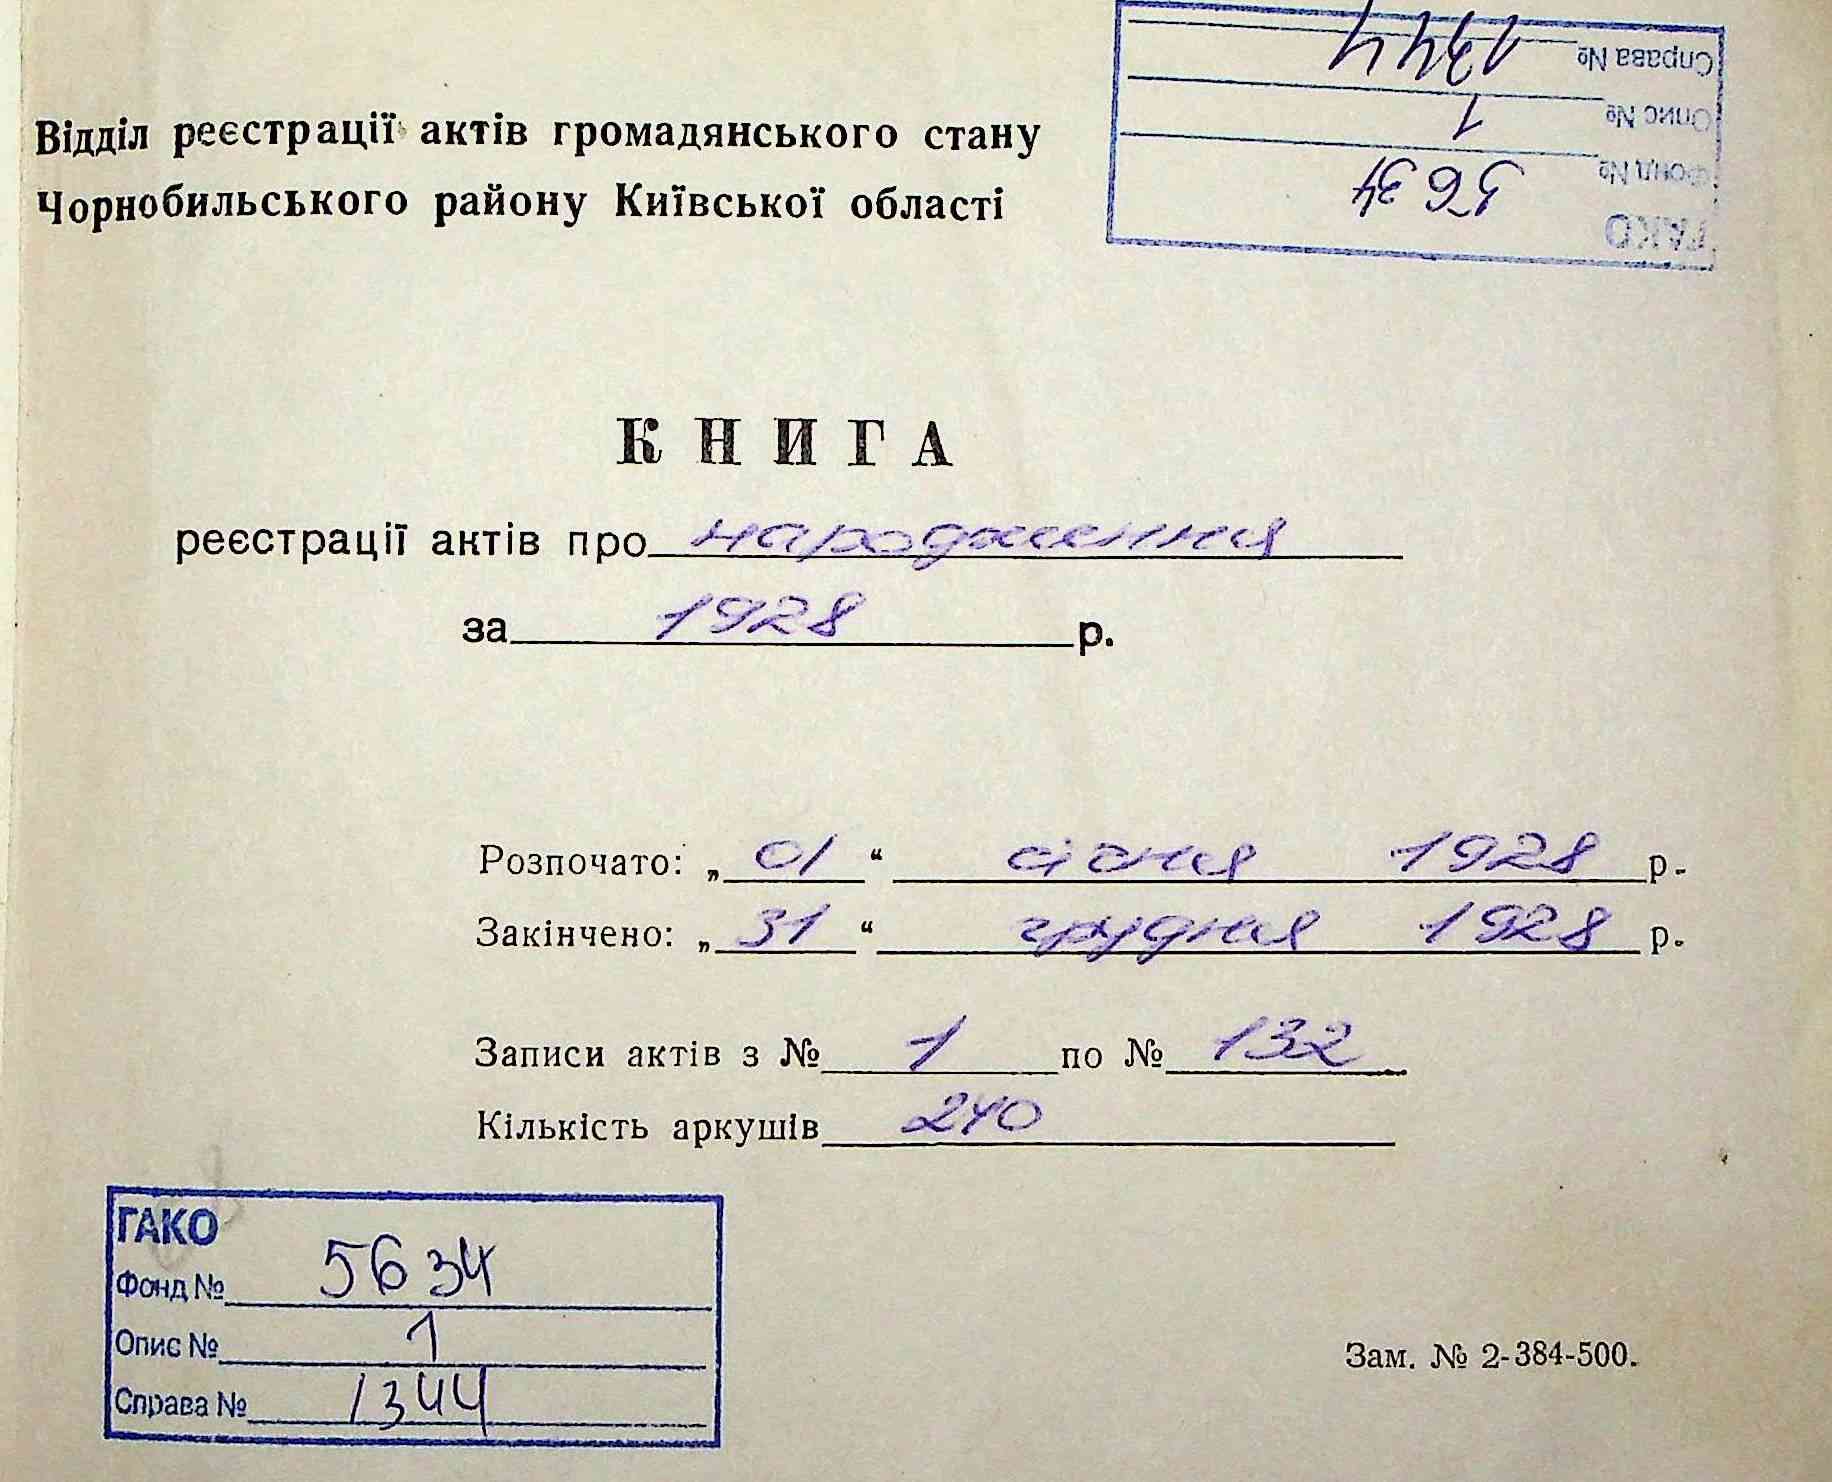 Справа № 1344
Опис № 1
Фонд № 5634
ГАКО
Відділ реєстрації актів громадянського стану
Чорнобильського району Київської області
КНИГА
реєстрації актів про народження
за 1928 р.
Розпочато: „ 01 “ січня 1928 р.
Закінчено: „ 31 “ грудня 1928 р.
Записи актів з № 1 по № 132
Кількість аркушів 240
ГАКО
Фонд № 5634
Опис № 1
Справа № 1344
Зам. № 2-384-500.